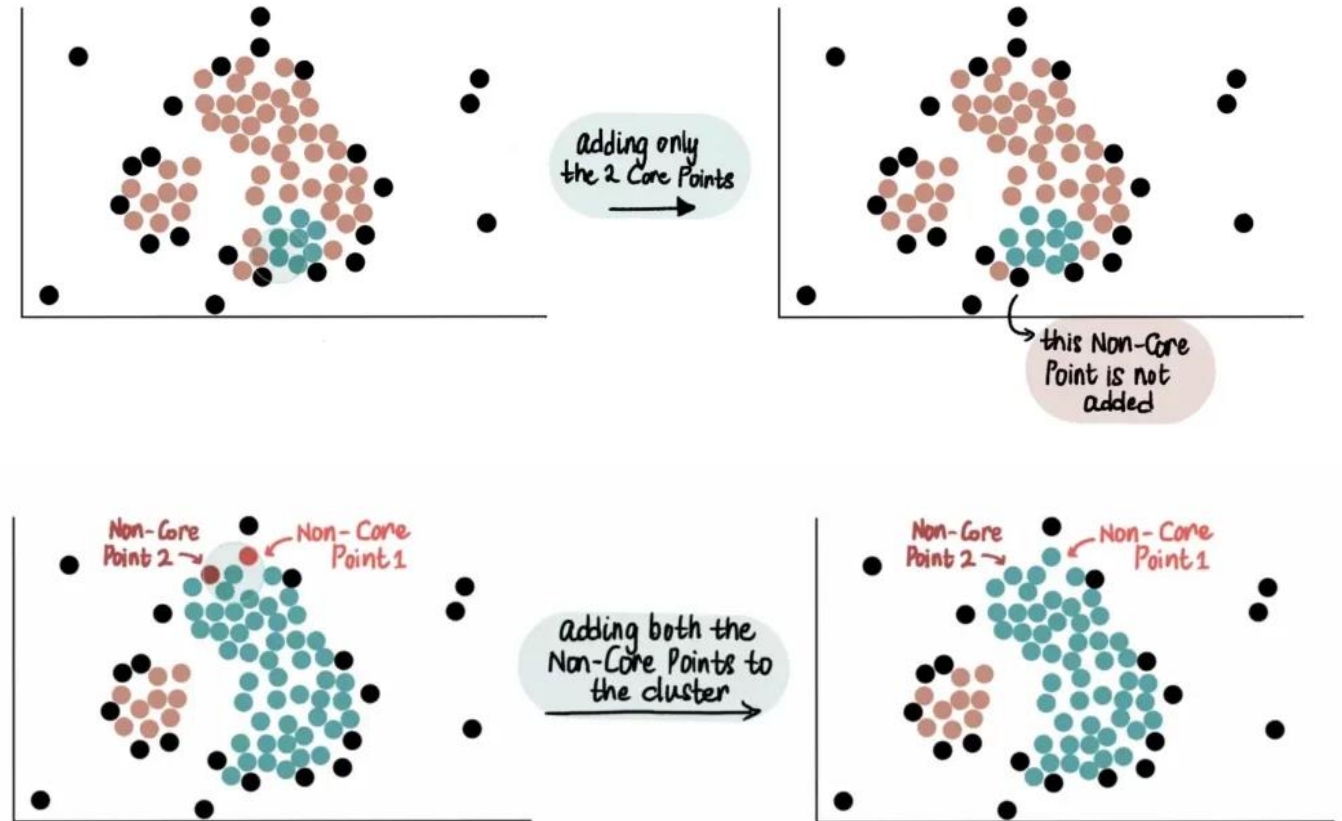 adding only
the 2 Core Points
this Non-Core
Point is not
added
Non-Core
Point 2
Non-Core
Point 1
adding both the
Non-Core Points to
the cluster
Non-Core
Point 2
Non-Core
Point 1